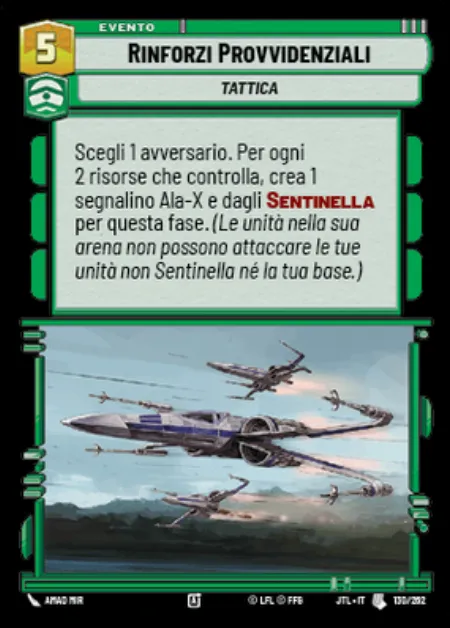 EVENTO
5
RINFORZI PROVVIDENZIALI
TATTICA
Scegli 1 avversario. Per ogni
2 risorse che controlla, crea 1
segnalino Ala-X e dagli SENTINELLA
per questa fase. (Le unità nella sua
arena non possono attaccare le tue
unità non Sentinella né la tua base.)
AMAD MIR A © LFL © FFG JTL • IT 130/262